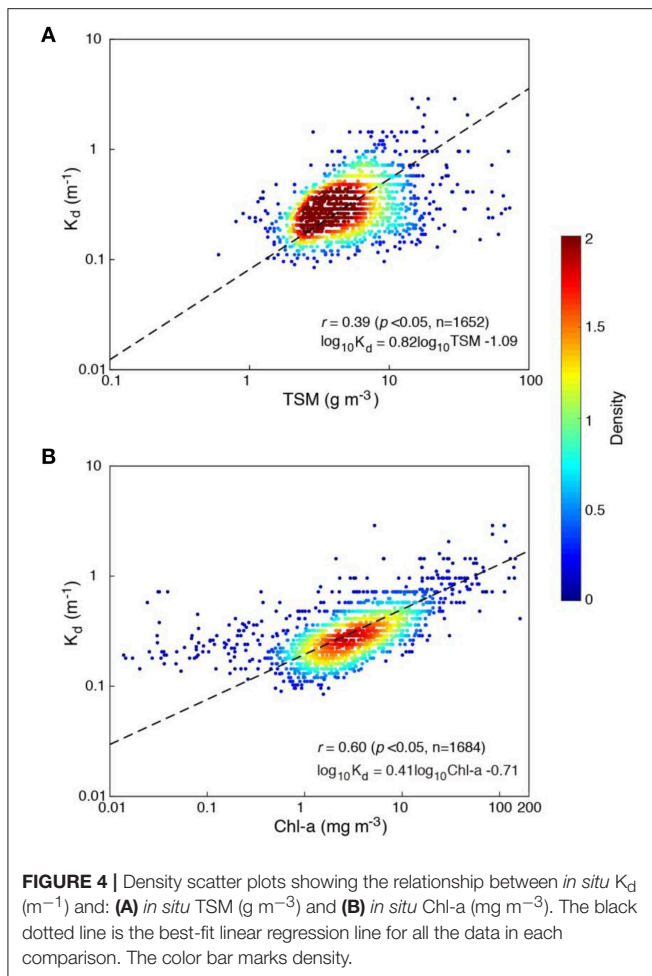 A
10
1
0.1
0.01
K_d (m⁻¹)
r = 0.39 (p <0.05, n=1652)
log₁₀K_d = 0.82log₁₀TSM -1.09
0.1 1 10 100
TSM (g m⁻³)
B
10
1
0.1
0.01
K_d (m⁻¹)
r = 0.60 (p <0.05, n=1684)
log₁₀K_d = 0.41log₁₀Chl-a -0.71
0.01 0.1 1 10 100 200
Chl-a (mg m⁻³)
2
1.5
1
0.5
0
Density
FIGURE 4 | Density scatter plots showing the relationship between in situ K_d
(m⁻¹) and: (A) in situ TSM (g m⁻³) and (B) in situ Chl-a (mg m⁻³). The black
dotted line is the best-fit linear regression line for all the data in each
comparison. The color bar marks density.